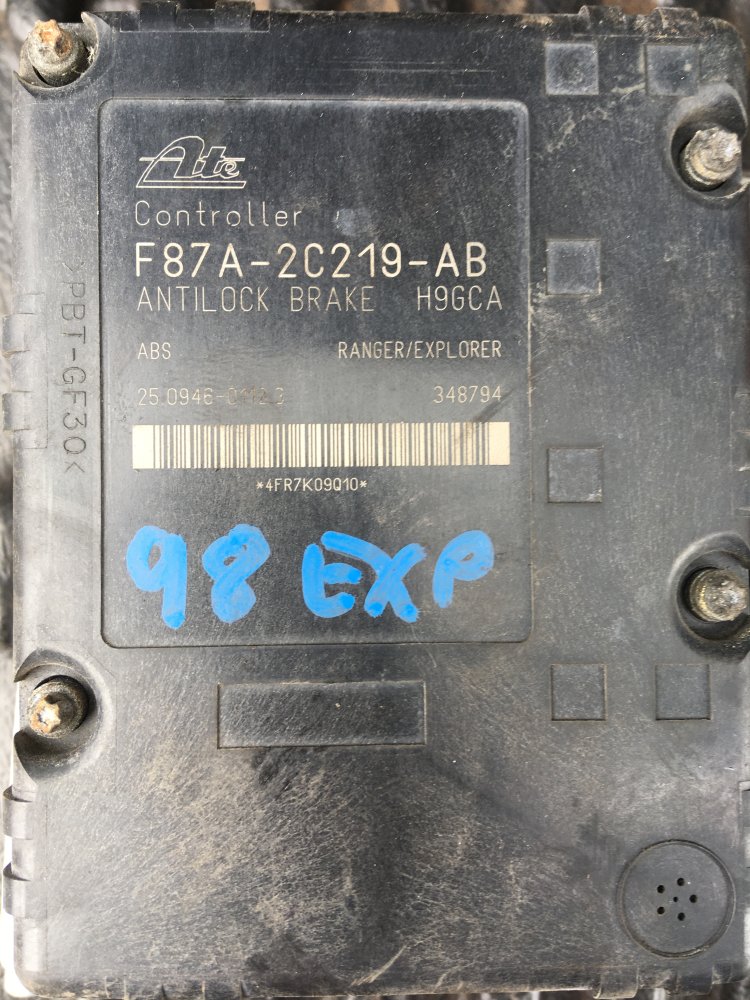 Ate
Controller
F87A-2C219-AB
ANTILOCK BRAKE H9GCA
ABS RANGER/EXPLORER
348794
*4FR7K09Q10*
98 EXP
>PBT-GF30<